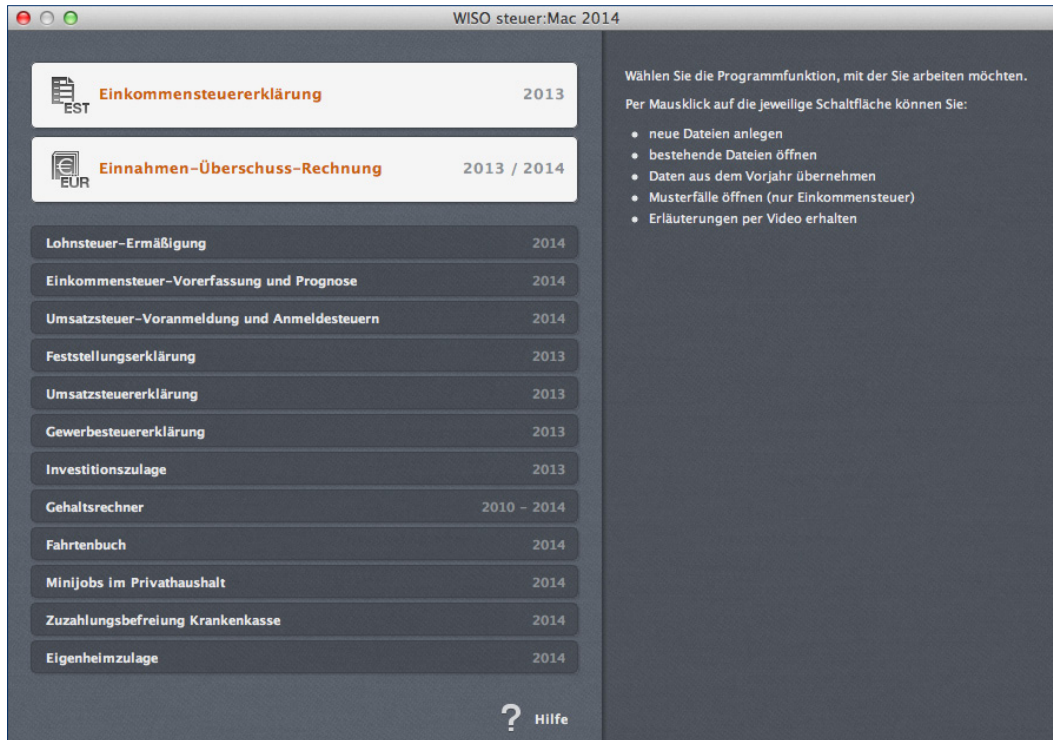 WISO steuer:Mac 2014
EST Einkommensteuererklärung 2013
EUR Einnahmen-Überschuss-Rechnung 2013 / 2014
Lohnsteuer-Ermäßigung 2014
Einkommensteuer-Vorerfassung und Prognose 2014
Umsatzsteuer-Voranmeldung und Anmeldesteuern 2014
Feststellungserklärung 2013
Umsatzsteuererklärung 2013
Gewerbesteuererklärung 2013
Investitionszulage 2013
Gehaltsrechner 2010 - 2014
Fahrtenbuch 2014
Minijobs im Privathaushalt 2014
Zuzahlungsbefreiung Krankenkasse 2014
Eigenheimzulage 2014
? Hilfe
Wählen Sie die Programmfunktion, mit der Sie arbeiten möchten.
Per Mausklick auf die jeweilige Schaltfläche können Sie:
• neue Dateien anlegen
• bestehende Dateien öffnen
• Daten aus dem Vorjahr übernehmen
• Musterfälle öffnen (nur Einkommensteuer)
• Erläuterungen per Video erhalten